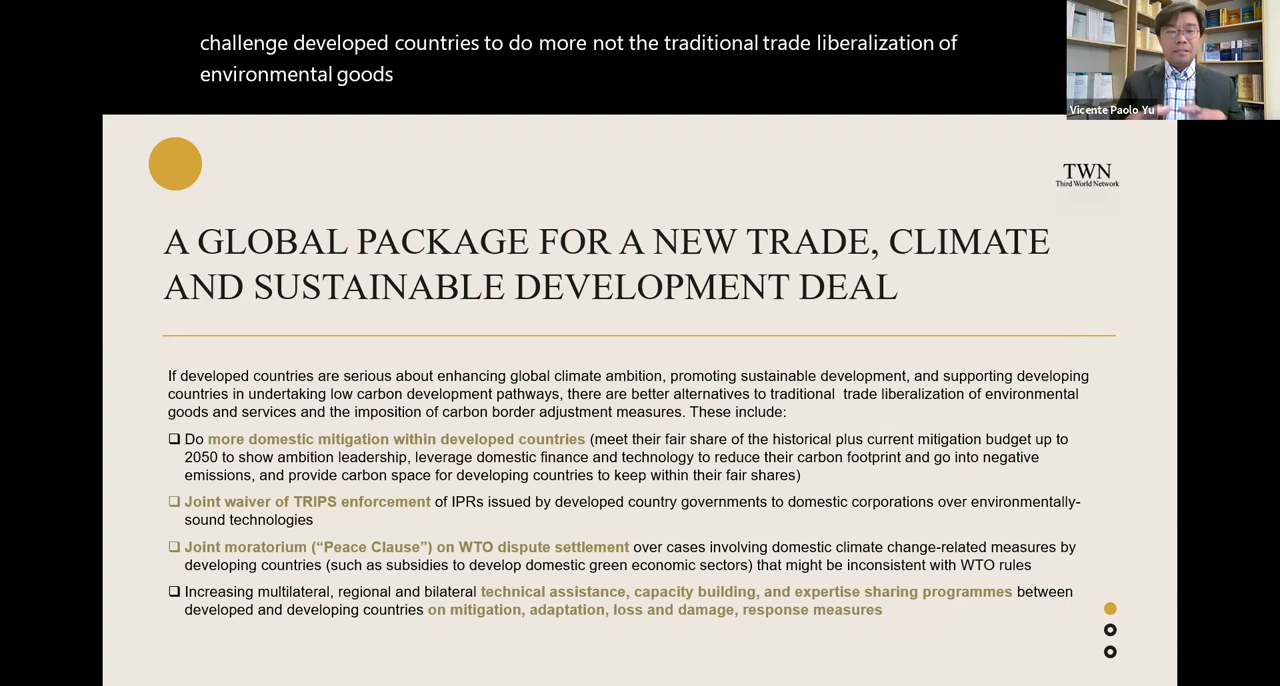 challenge developed countries to do more not the traditional trade liberalization of
environmental goods
Vicente Paolo Yu
TWN
Third World Network
A GLOBAL PACKAGE FOR A NEW TRADE, CLIMATE
AND SUSTAINABLE DEVELOPMENT DEAL
If developed countries are serious about enhancing global climate ambition, promoting sustainable development, and supporting developing
countries in undertaking low carbon development pathways, there are better alternatives to traditional trade liberalization of environmental
goods and services and the imposition of carbon border adjustment measures. These include:
❑ Do more domestic mitigation within developed countries (meet their fair share of the historical plus current mitigation budget up to
2050 to show ambition leadership, leverage domestic finance and technology to reduce their carbon footprint and go into negative
emissions, and provide carbon space for developing countries to keep within their fair shares)
❑ Joint waiver of TRIPS enforcement of IPRs issued by developed country governments to domestic corporations over environmentally-
sound technologies
❑ Joint moratorium (“Peace Clause”) on WTO dispute settlement over cases involving domestic climate change-related measures by
developing countries (such as subsidies to develop domestic green economic sectors) that might be inconsistent with WTO rules
❑ Increasing multilateral, regional and bilateral technical assistance, capacity building, and expertise sharing programmes between
developed and developing countries on mitigation, adaptation, loss and damage, response measures